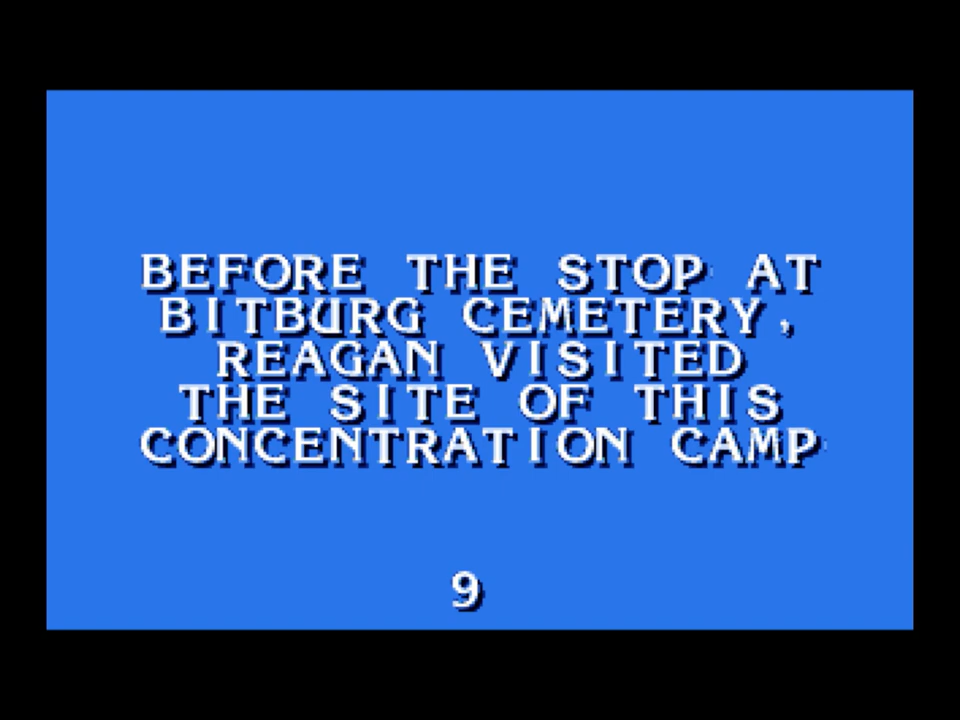 BEFORE THE STOP AT
BITBURG CEMETERY,
REAGAN VISITED
THE SITE OF THIS
CONCENTRATION CAMP
9